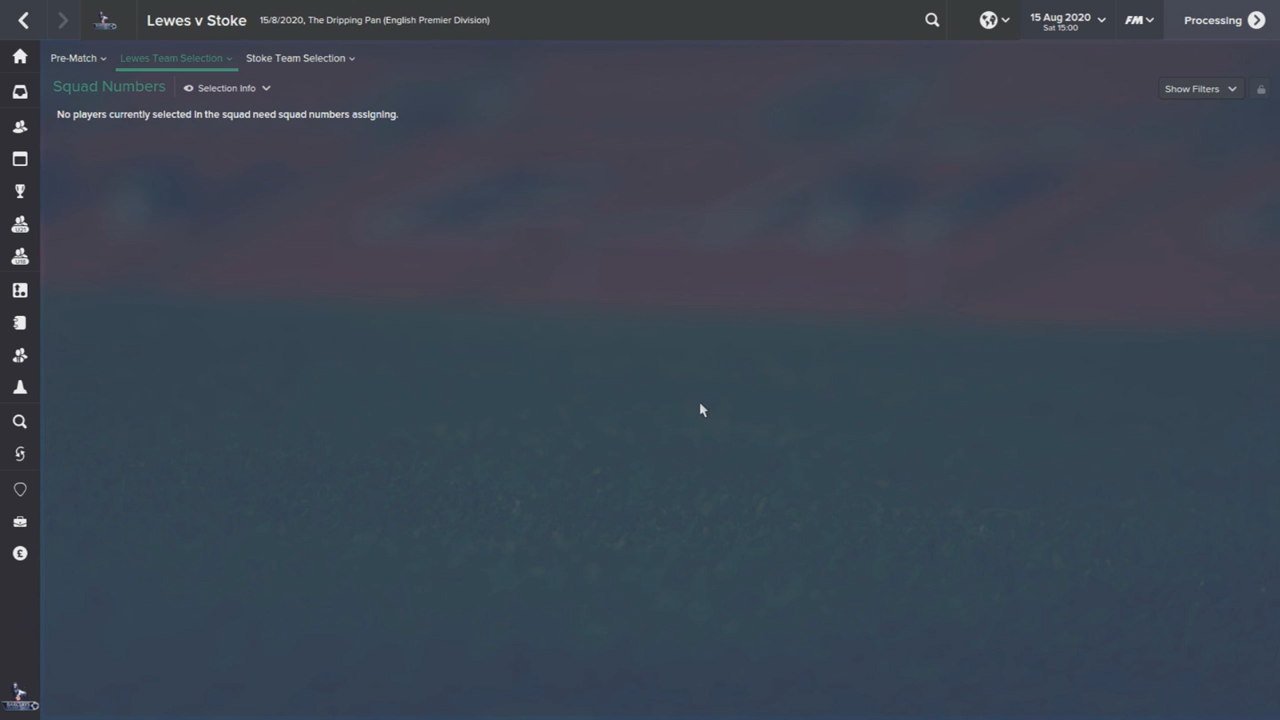 Lewes v Stoke
15/8/2020, The Dripping Pan (English Premier Division)
15 Aug 2020
Sat 15:00
FM
Processing
Pre-Match
Lewes Team Selection
Stoke Team Selection
Squad Numbers
Selection Info
Show Filters
No players currently selected in the squad need squad numbers assigning.
U21
U18